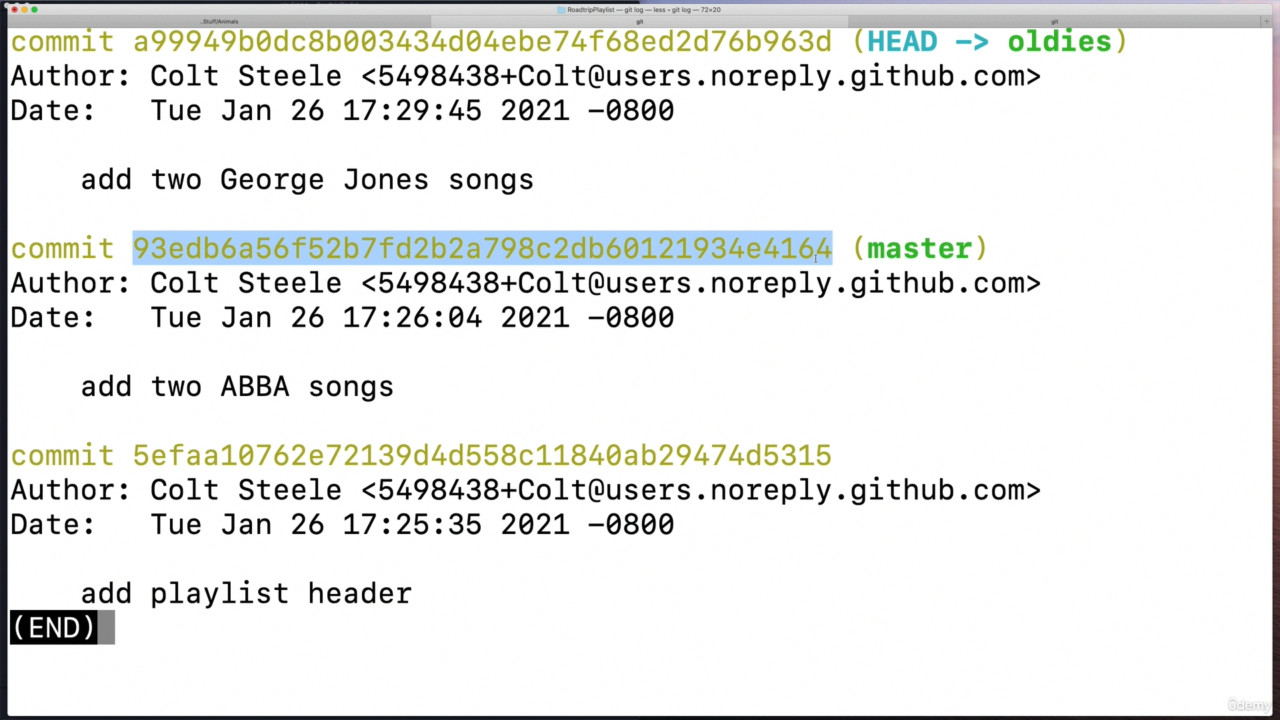 RoadtripPlaylist — git log — less ‹ git log — 72×20
..Stuff/Animals
git
git
commit a99949b0dc8b003434d04ebe74f68ed2d76b963d (HEAD -> oldies)
Author: Colt Steele <5498438+Colt@users.noreply.github.com>
Date:   Tue Jan 26 17:29:45 2021 -0800
add two George Jones songs
commit 93edb6a56f52b7fd2b2a798c2db60121934e4164 (master)
Author: Colt Steele <5498438+Colt@users.noreply.github.com>
Date:   Tue Jan 26 17:26:04 2021 -0800
add two ABBA songs
commit 5efaa10762e72139d4d558c11840ab29474d5315
Author: Colt Steele <5498438+Colt@users.noreply.github.com>
Date:   Tue Jan 26 17:25:35 2021 -0800
add playlist header
(END)
ûdemy